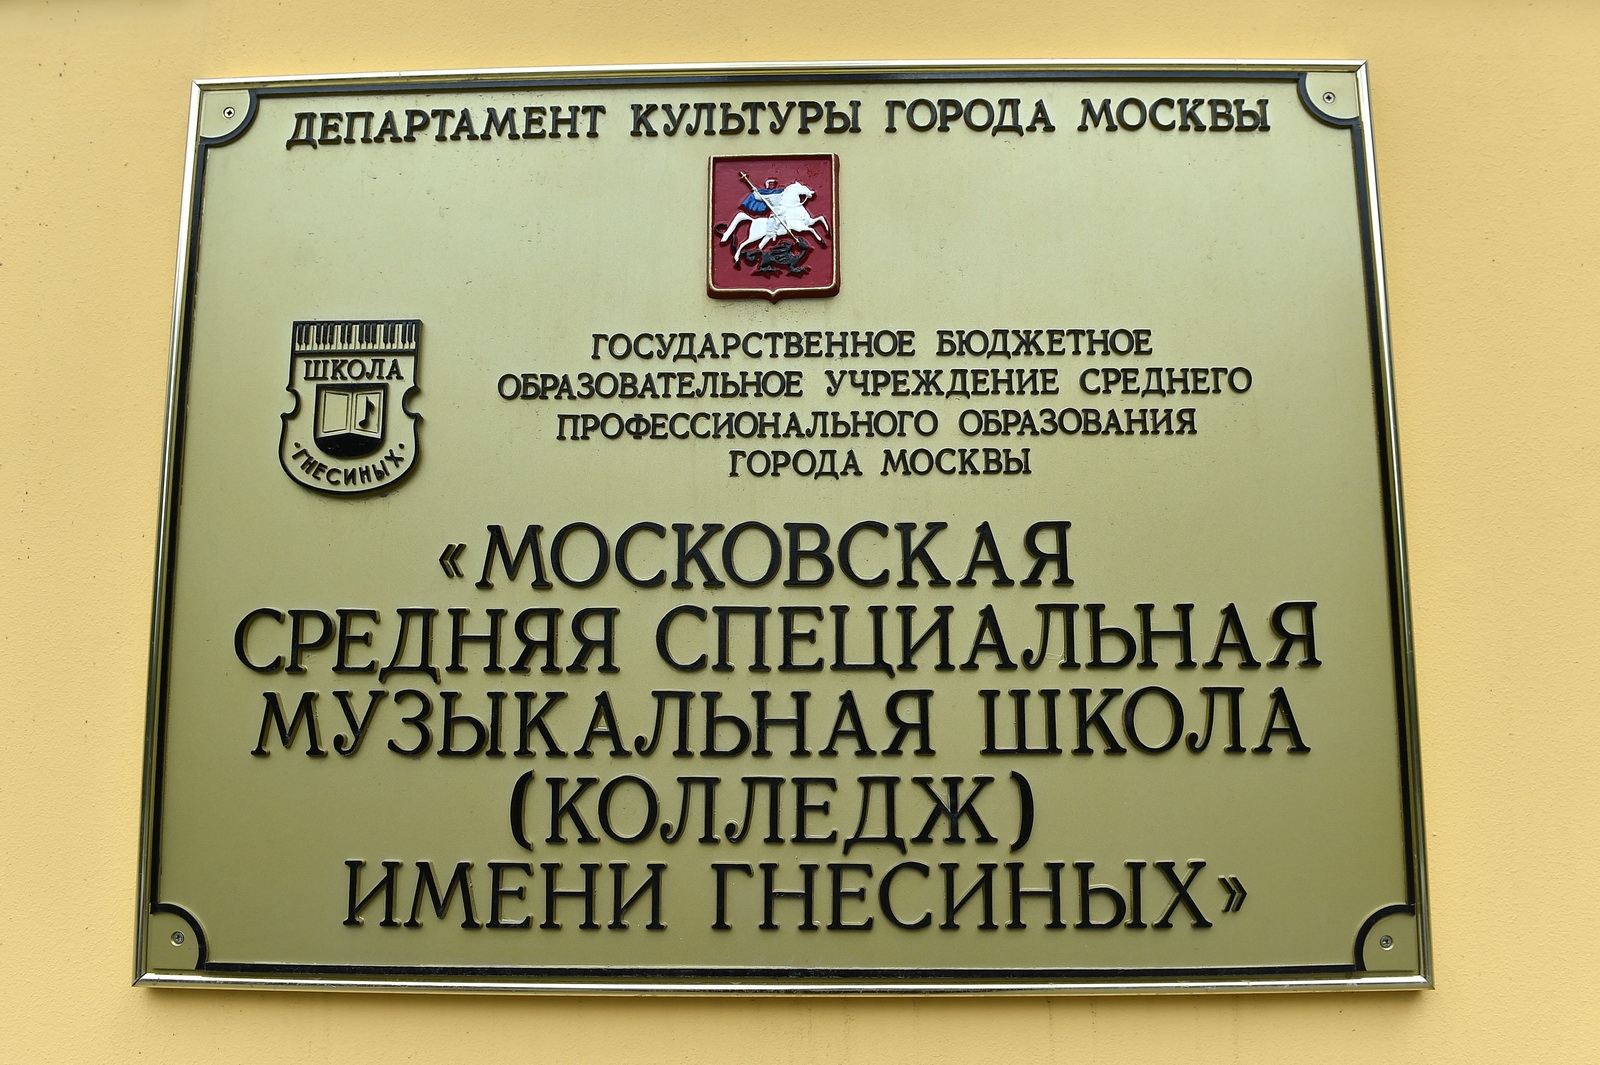 ДЕПАРТАМЕНТ КУЛЬТУРЫ ГОРОДА МОСКВЫ
ШКОЛА
·ГНЕСИНЫХ·
ГОСУДАРСТВЕННОЕ БЮДЖЕТНОЕ
ОБРАЗОВАТЕЛЬНОЕ УЧРЕЖДЕНИЕ СРЕДНЕГО
ПРОФЕССИОНАЛЬНОГО ОБРАЗОВАНИЯ
ГОРОДА МОСКВЫ
«МОСКОВСКАЯ
СРЕДНЯЯ СПЕЦИАЛЬНАЯ
МУЗЫКАЛЬНАЯ ШКОЛА
(КОЛЛЕДЖ)
ИМЕНИ ГНЕСИНЫХ»